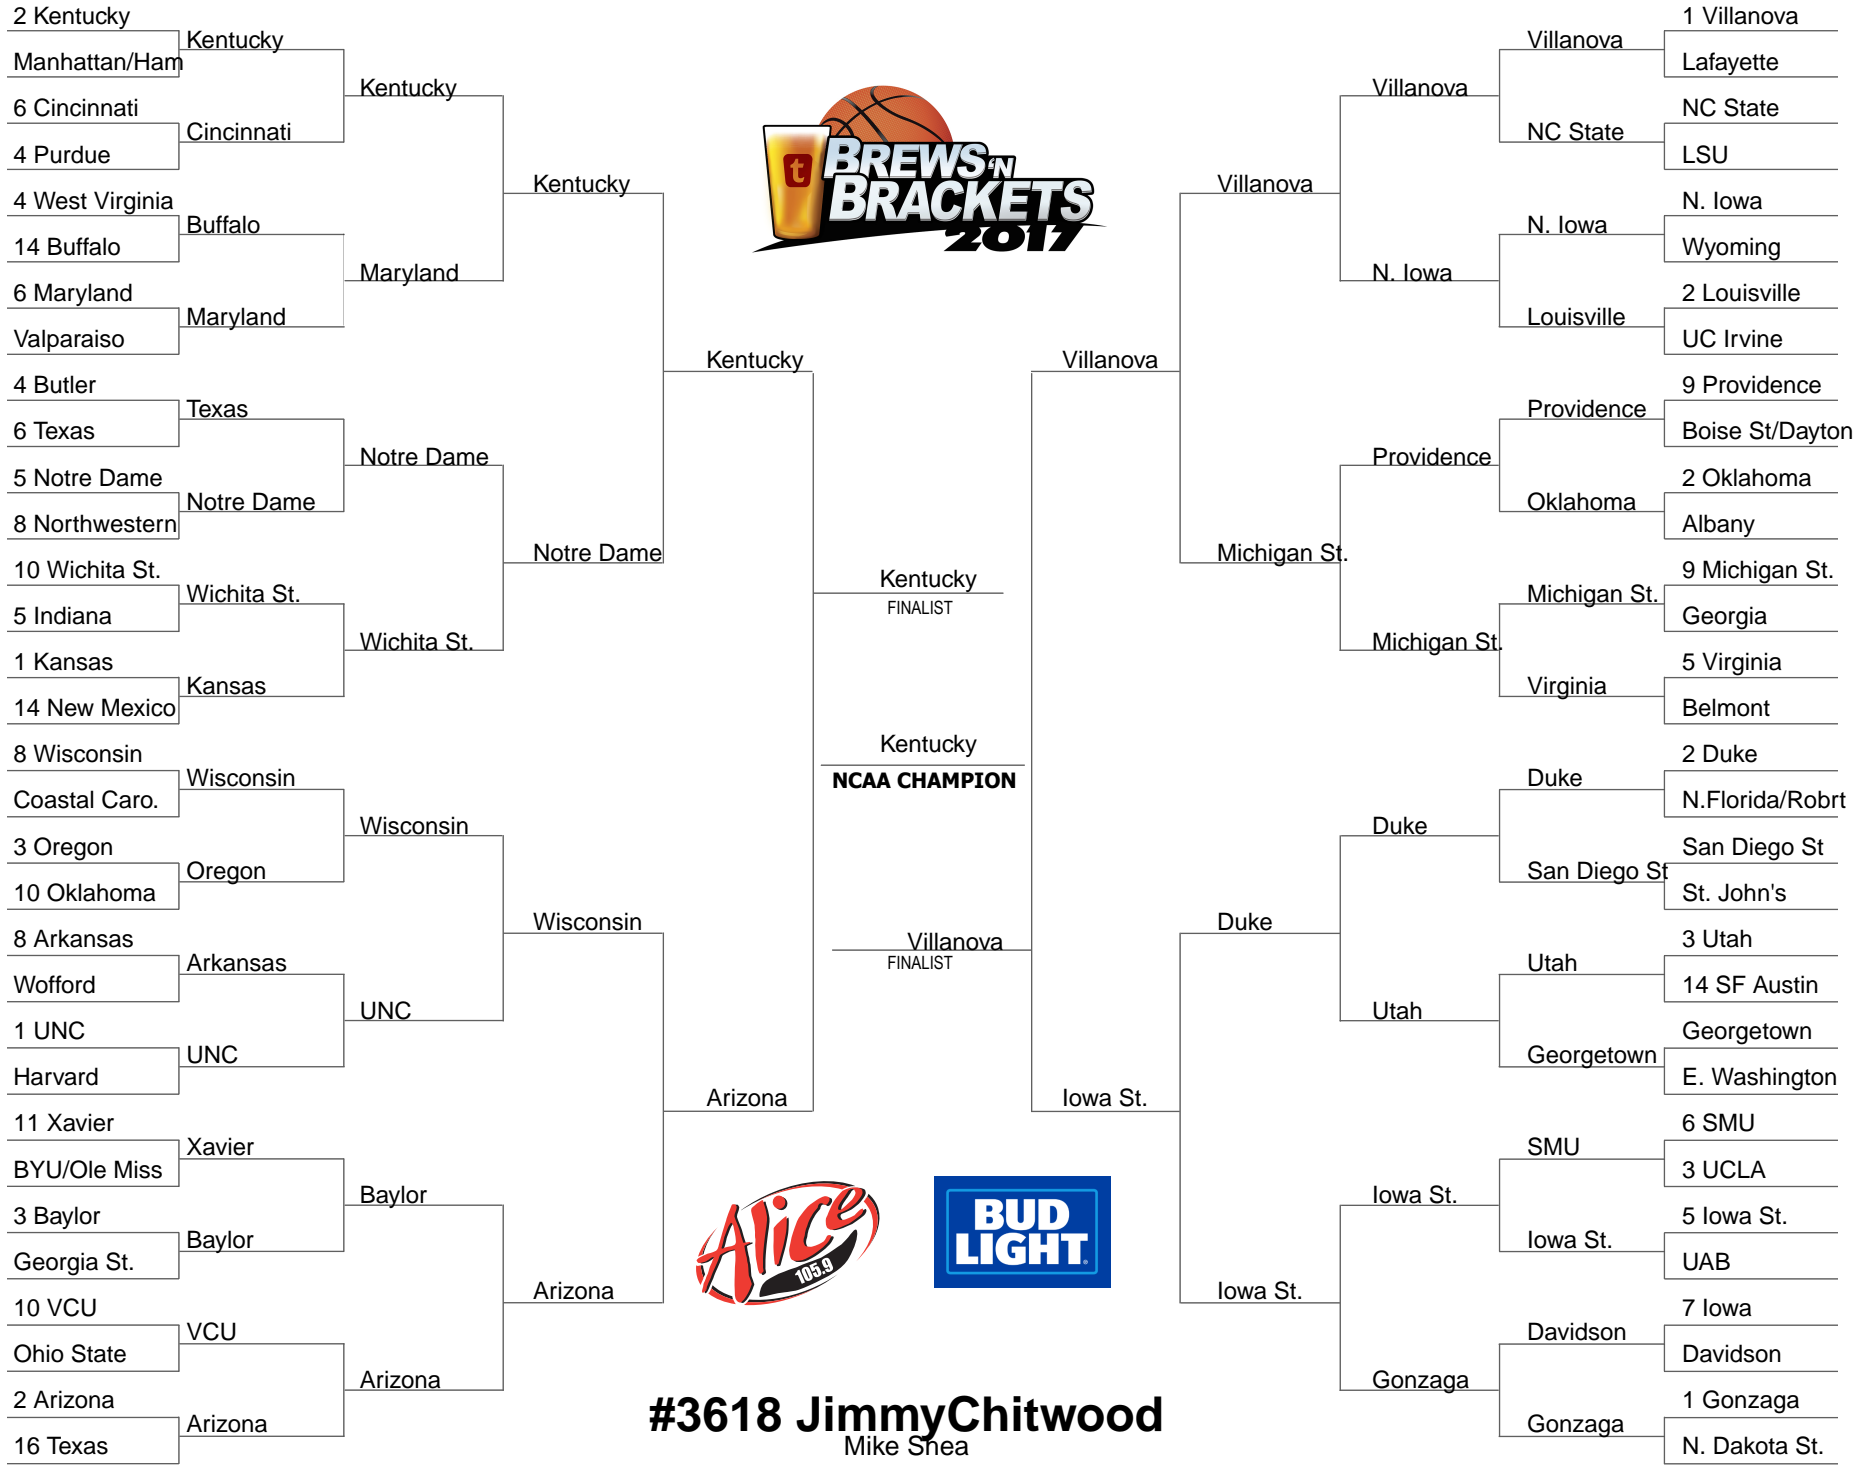 2 Kentucky
Manhattan/Ham
6 Cincinnati
4 Purdue
4 West Virginia
14 Buffalo
6 Maryland
Valparaiso
4 Butler
6 Texas
5 Notre Dame
8 Northwestern
10 Wichita St.
5 Indiana
1 Kansas
14 New Mexico
8 Wisconsin
Coastal Caro.
3 Oregon
10 Oklahoma
8 Arkansas
Wofford
1 UNC
Harvard
11 Xavier
BYU/Ole Miss
3 Baylor
Georgia St.
10 VCU
Ohio State
2 Arizona
16 Texas
Kentucky
Cincinnati
Buffalo
Maryland
Texas
Notre Dame
Wichita St.
Kansas
Wisconsin
Oregon
Arkansas
UNC
Xavier
Baylor
VCU
Arizona
Kentucky
Maryland
Notre Dame
Wichita St.
Wisconsin
UNC
Baylor
Arizona
Kentucky
Notre Dame
Wisconsin
Arizona
Kentucky
Arizona
t
BREWS 'N
BRACKETS
2017
Kentucky
FINALIST
Kentucky
NCAA CHAMPION
Villanova
FINALIST
Alice
105.9
BUD
LIGHT
#3618 JimmyChitwood
Mike Shea
Villanova
Iowa St.
Villanova
Michigan St.
Duke
Iowa St.
Villanova
N. Iowa
Providence
Michigan St.
Duke
Utah
Iowa St.
Gonzaga
Villanova
NC State
N. Iowa
Louisville
Providence
Oklahoma
Michigan St.
Virginia
Duke
San Diego St
Utah
Georgetown
SMU
Iowa St.
Davidson
Gonzaga
1 Villanova
Lafayette
NC State
LSU
N. Iowa
Wyoming
2 Louisville
UC Irvine
9 Providence
Boise St/Dayton
2 Oklahoma
Albany
9 Michigan St.
Georgia
5 Virginia
Belmont
2 Duke
N.Florida/Robrt
San Diego St
St. John's
3 Utah
14 SF Austin
Georgetown
E. Washington
6 SMU
3 UCLA
5 Iowa St.
UAB
7 Iowa
Davidson
1 Gonzaga
N. Dakota St.